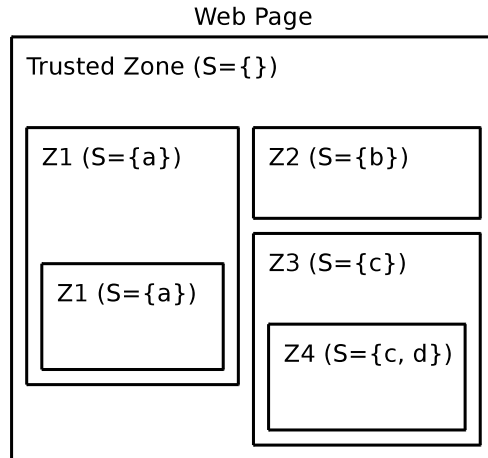 Web Page
Trusted Zone (S={})
Z1 (S={a})
Z1 (S={a})
Z2 (S={b})
Z3 (S={c})
Z4 (S={c, d})